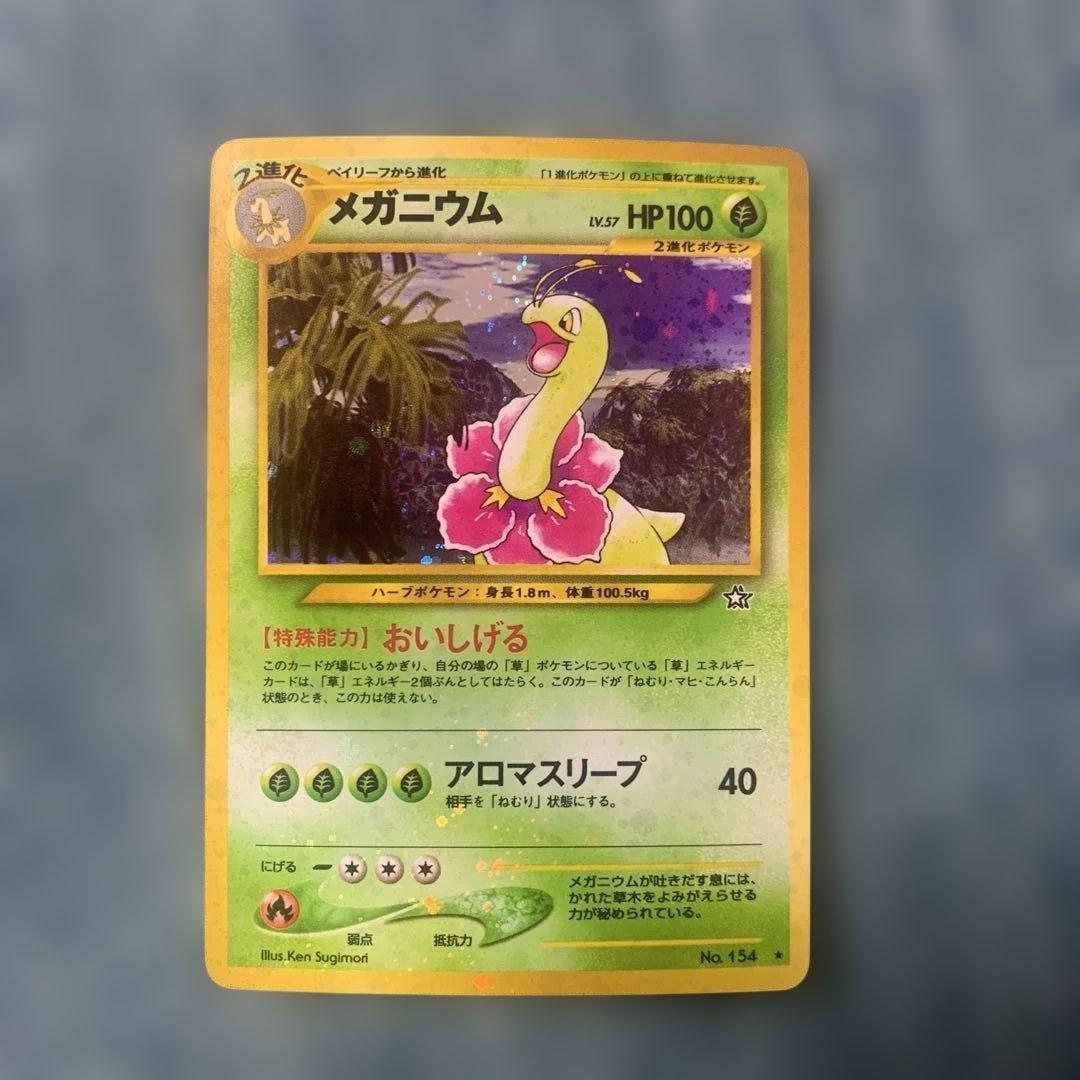 2進化
ベイリーフから進化
「1進化ポケモン」の上に重ねて進化させます。
メガニウム
LV.57 HP100
2進化ポケモン
ハーブポケモン：身長1.8m、体重100.5kg
【特殊能力】おいしげる
このカードが場にいるかぎり、自分の場の「草」ポケモンについている「草」エネルギー
カードは、「草」エネルギー2個ぶんとしてはたらく。このカードが「ねむり・マヒ・こんらん」
状態のとき、この力は使えない。
アロマスリープ 40
相手を「ねむり」状態にする。
にげる
弱点 抵抗力
メガニウムが吐きだす息には、
かれた草木をよみがえらせる
力が秘められている。
Illus.Ken Sugimori
No. 154 ★